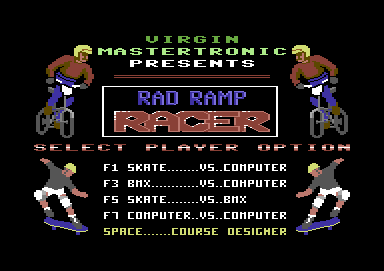 VIRGIN
MASTERTRONIC
PRESENTS
RAD RAMP
RACER
SELECT PLAYER OPTION
F1 SKATE.......VS..COMPUTER
F3 BMX.........VS..COMPUTER
F5 SKATE.......VS..BMX
F7 COMPUTER..VS..COMPUTER
SPACE......COURSE DESIGNER